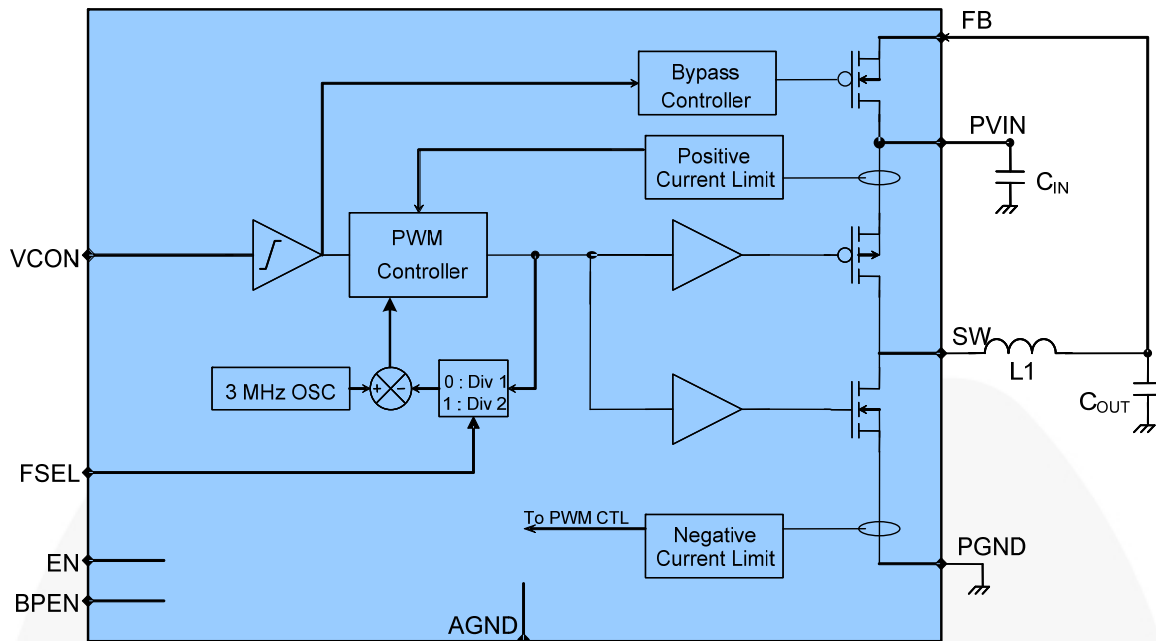 FB
Bypass
Controller
PVIN
Positive
Current Limit
CIN
VCON
PWM
Controller
SW
L1
3 MHz OSC
+
-
0 : Div 1
1 : Div 2
COUT
FSEL
To PWM CTL
Negative
Current Limit
EN
PGND
BPEN
AGND